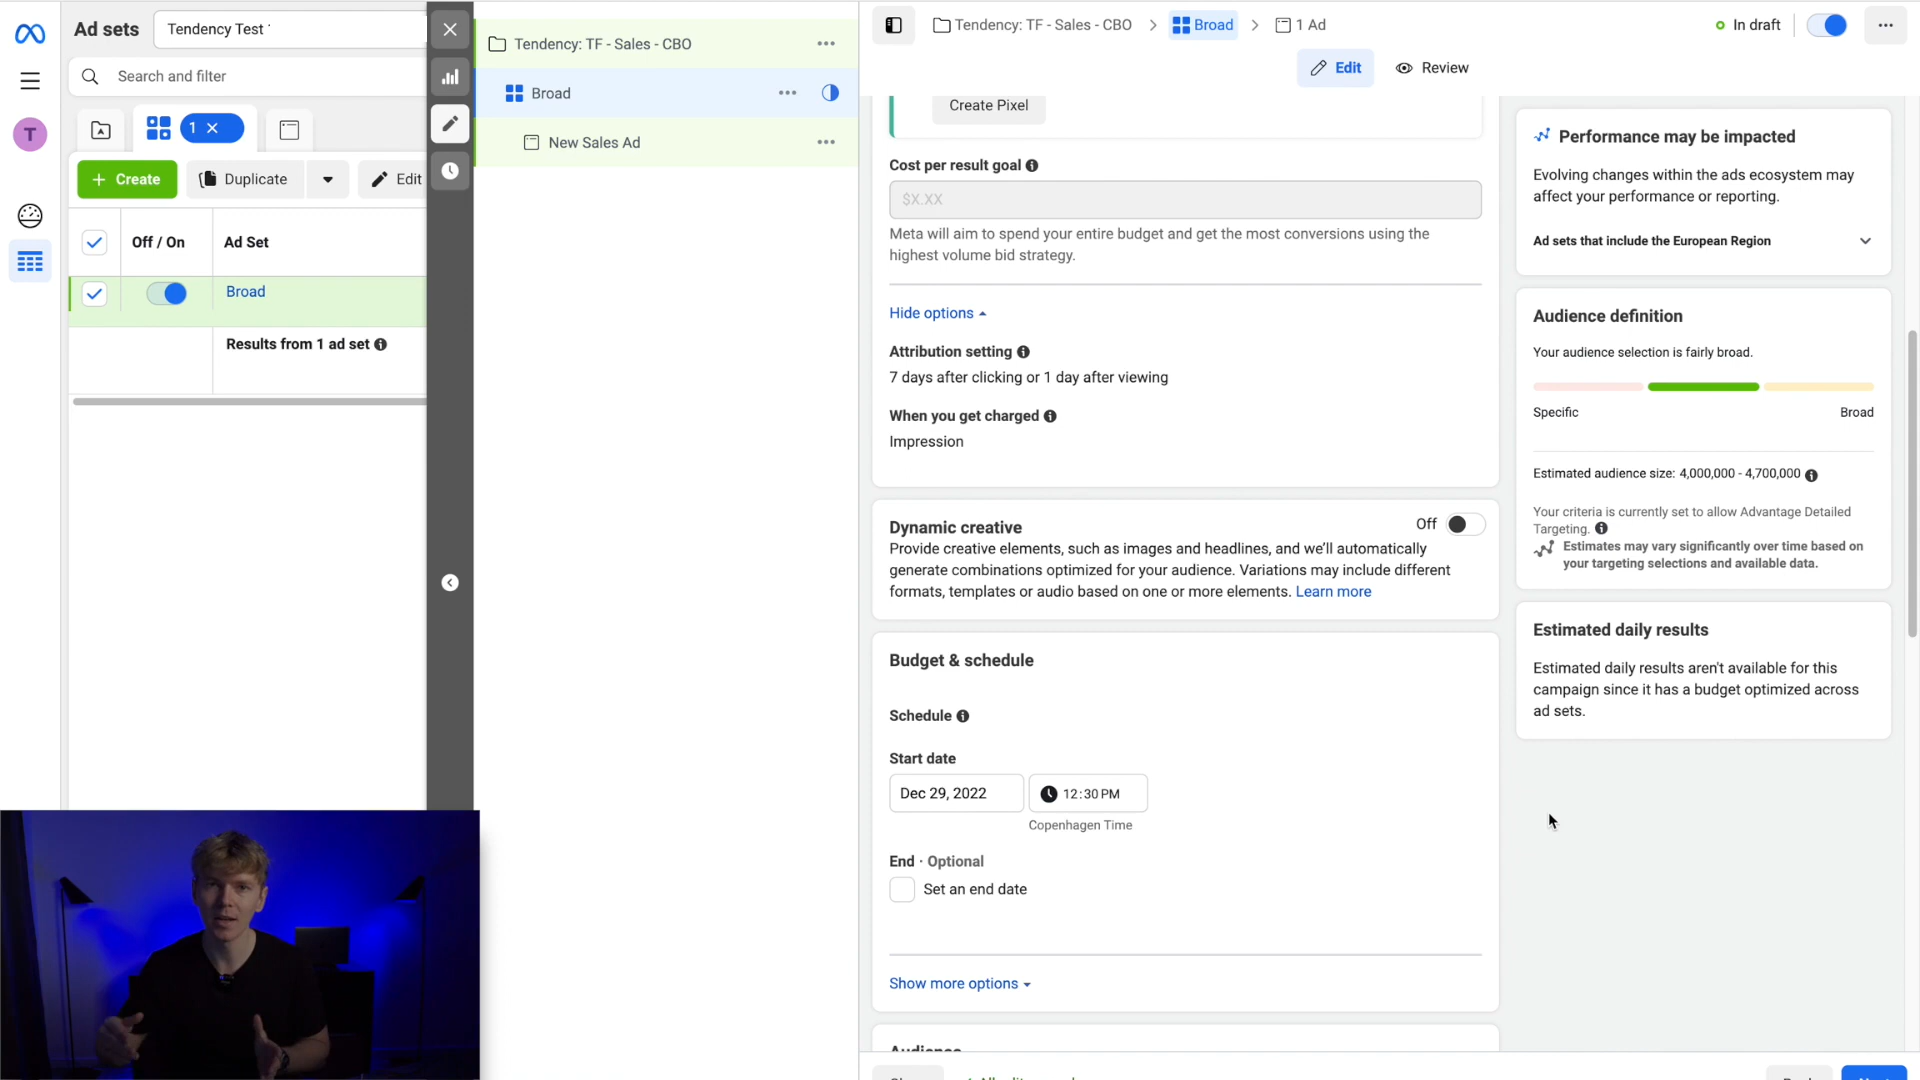 Ad sets
Tendency Test
Search and filter
T
1
Create
Duplicate
Edit
Off / On
Ad Set
Broad
Results from 1 ad set
Tendency: TF - Sales - CBO
Broad
New Sales Ad
Tendency: TF - Sales - CBO
Broad
1 Ad
In draft
Edit
Review
Create Pixel
Cost per result goal
$X.XX
Meta will aim to spend your entire budget and get the most conversions using the
highest volume bid strategy.
Hide options
Attribution setting
7 days after clicking or 1 day after viewing
When you get charged
Impression
Dynamic creative
Off
Provide creative elements, such as images and headlines, and we'll automatically
generate combinations optimized for your audience. Variations may include different
formats, templates or audio based on one or more elements. Learn more
Budget & schedule
Schedule
Start date
Dec 29, 2022
12:30 PM
Copenhagen Time
End · Optional
Set an end date
Show more options
Audience
Performance may be impacted
Evolving changes within the ads ecosystem may
affect your performance or reporting.
Ad sets that include the European Region
Audience definition
Your audience selection is fairly broad.
Specific
Broad
Estimated audience size: 4,000,000 - 4,700,000
Your criteria is currently set to allow Advantage Detailed
Targeting.
Estimates may vary significantly over time based on
your targeting selections and available data.
Estimated daily results
Estimated daily results aren't available for this
campaign since it has a budget optimized across
ad sets.